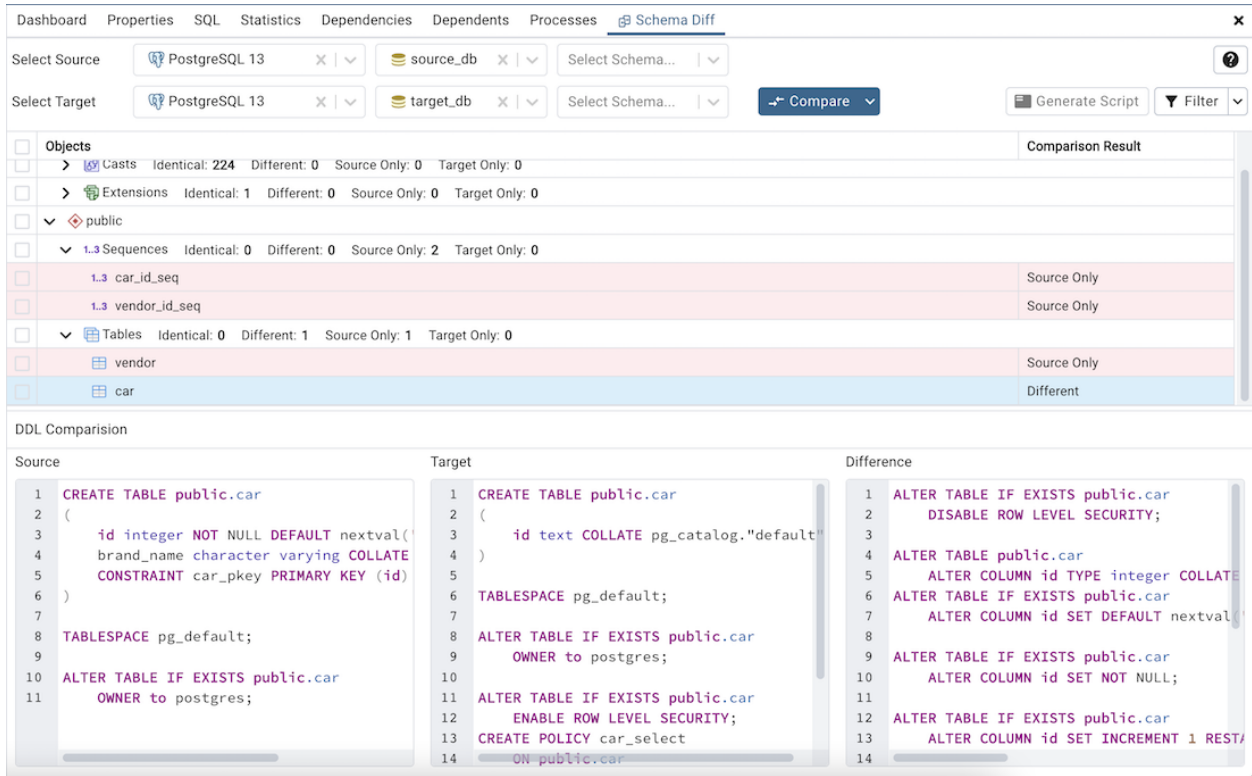 Dashboard Properties SQL Statistics Dependencies Dependents Processes Schema Diff
Select Source PostgreSQL 13 source_db Select Schema...
Select Target PostgreSQL 13 target_db Select Schema... Compare Generate Script Filter
Objects Comparison Result
Casts Identical: 224 Different: 0 Source Only: 0 Target Only: 0
Extensions Identical: 1 Different: 0 Source Only: 0 Target Only: 0
public
1..3 Sequences Identical: 0 Different: 0 Source Only: 2 Target Only: 0
1..3 car_id_seq Source Only
1..3 vendor_id_seq Source Only
Tables Identical: 0 Different: 1 Source Only: 1 Target Only: 0
vendor Source Only
car Different
DDL Comparision
Source
1 CREATE TABLE public.car
2 (
3 id integer NOT NULL DEFAULT nextval('
4 brand_name character varying COLLATE
5 CONSTRAINT car_pkey PRIMARY KEY (id)
6 )
7
8 TABLESPACE pg_default;
9
10 ALTER TABLE IF EXISTS public.car
11 OWNER to postgres;
Target
1 CREATE TABLE public.car
2 (
3 id text COLLATE pg_catalog."default"
4 )
5
6 TABLESPACE pg_default;
7
8 ALTER TABLE IF EXISTS public.car
9 OWNER to postgres;
10
11 ALTER TABLE IF EXISTS public.car
12 ENABLE ROW LEVEL SECURITY;
13 CREATE POLICY car_select
14 ON public.car
Difference
1 ALTER TABLE IF EXISTS public.car
2 DISABLE ROW LEVEL SECURITY;
3
4 ALTER TABLE public.car
5 ALTER COLUMN id TYPE integer COLLATE
6 ALTER TABLE IF EXISTS public.car
7 ALTER COLUMN id SET DEFAULT nextval('
8
9 ALTER TABLE IF EXISTS public.car
10 ALTER COLUMN id SET NOT NULL;
11
12 ALTER TABLE IF EXISTS public.car
13 ALTER COLUMN id SET INCREMENT 1 RESTA
14